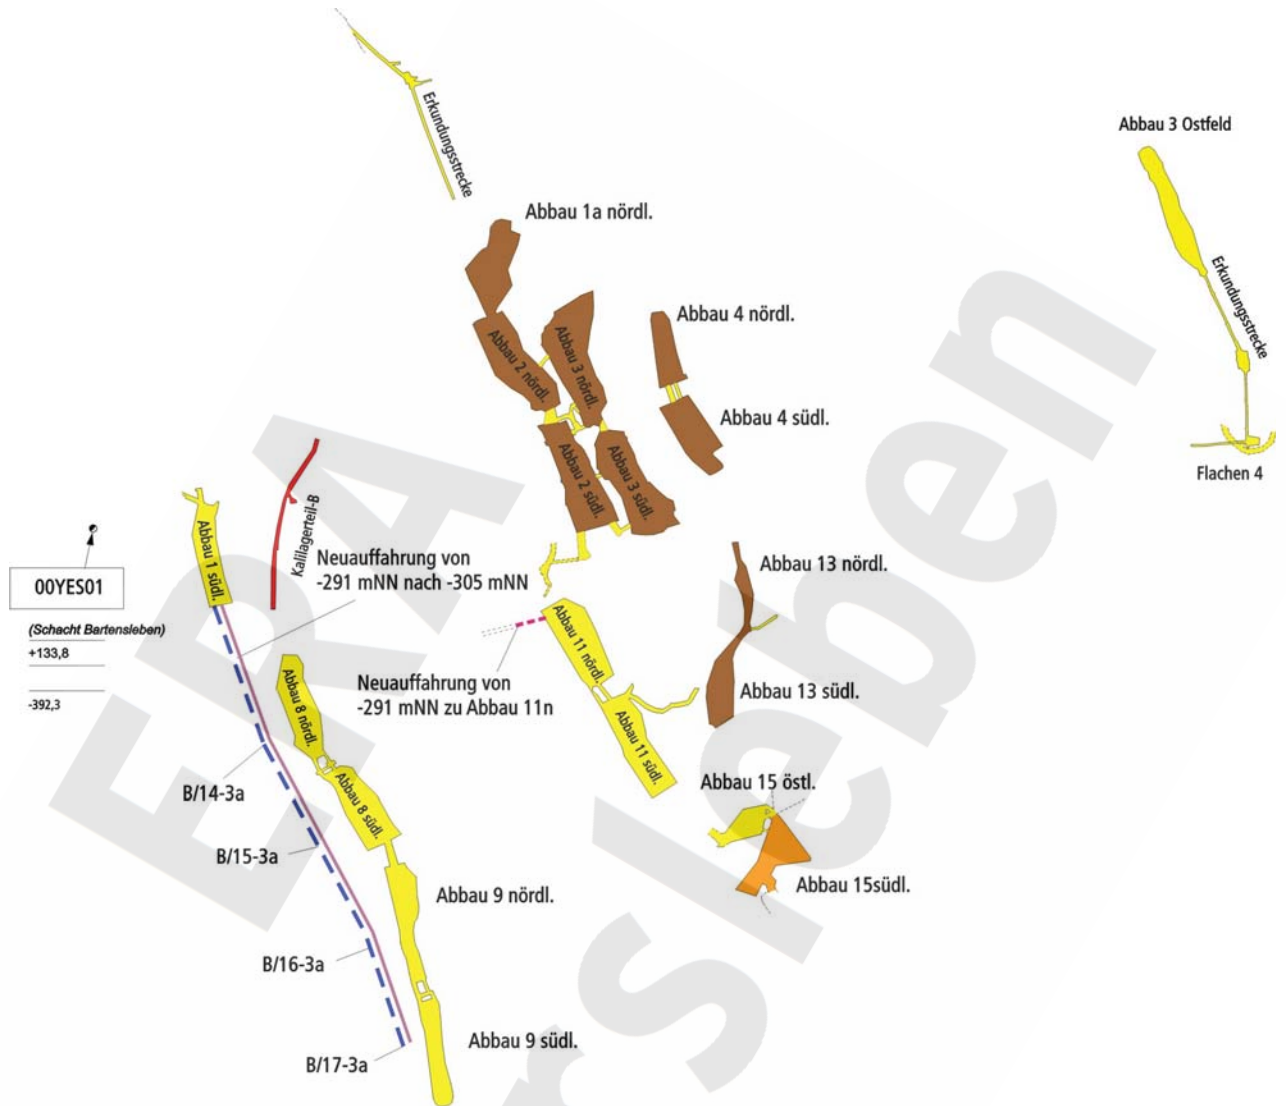 Erkundungsstrecke
Abbau 3 Ostfeld
Abbau 1a nördl.
Erkundungsstrecke
Abbau 4 nördl.
Abbau 2 nördl.
Abbau 3 nördl.
Abbau 4 südl.
Flachen 4
Abbau 2 südl.
Abbau 3 südl.
Abbau 1 südl.
Kalilagerteil-B
Neuauffahrung von
-291 mNN nach -305 mNN
Abbau 13 nördl.
00YES01
(Schacht Bartensleben)
+133,8
-392,3
Abbau 11 nördl.
Neuauffahrung von
-291 mNN zu Abbau 11n
Abbau 13 südl.
Abbau 8 nördl.
Abbau 11 südl.
B/14-3a
Abbau 15 östl.
Abbau 8 südl.
B/15-3a
Abbau 15südl.
Abbau 9 nördl.
B/16-3a
Abbau 9 südl.
B/17-3a
ERA
rsleben